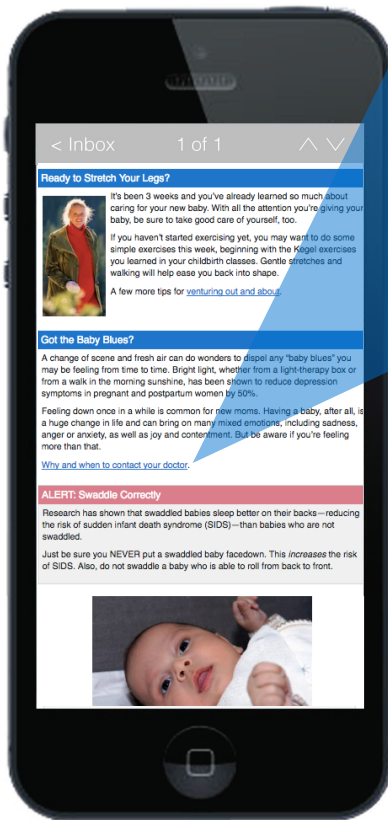 < Inbox 1 of 1
Ready to Stretch Your Legs?
It's been 3 weeks and you've already learned so much about
caring for your new baby. With all the attention you're giving your
baby, be sure to take good care of yourself, too.
If you haven't started exercising yet, you may want to do some
simple exercises this week, beginning with the Kegel exercises
you learned in your childbirth classes. Gentle stretches and
walking will help ease you back into shape.
A few more tips for venturing out and about.
Got the Baby Blues?
A change of scene and fresh air can do wonders to dispel any "baby blues" you
may be feeling from time to time. Bright light, whether from a light-therapy box or
from a walk in the morning sunshine, has been shown to reduce depression
symptoms in pregnant and postpartum women by 50%.
Feeling down once in a while is common for new moms. Having a baby, after all, is
a huge change in life and can bring on many mixed emotions, including sadness,
anger or anxiety, as well as joy and contentment. But be aware if you're feeling
more than that.
Why and when to contact your doctor.
ALERT: Swaddle Correctly
Research has shown that swaddled babies sleep better on their backs—reducing
the risk of sudden infant death syndrome (SIDS)—than babies who are not
swaddled.
Just be sure you NEVER put a swaddled baby facedown. This increases the risk
of SIDS. Also, do not swaddle a baby who is able to roll from back to front.